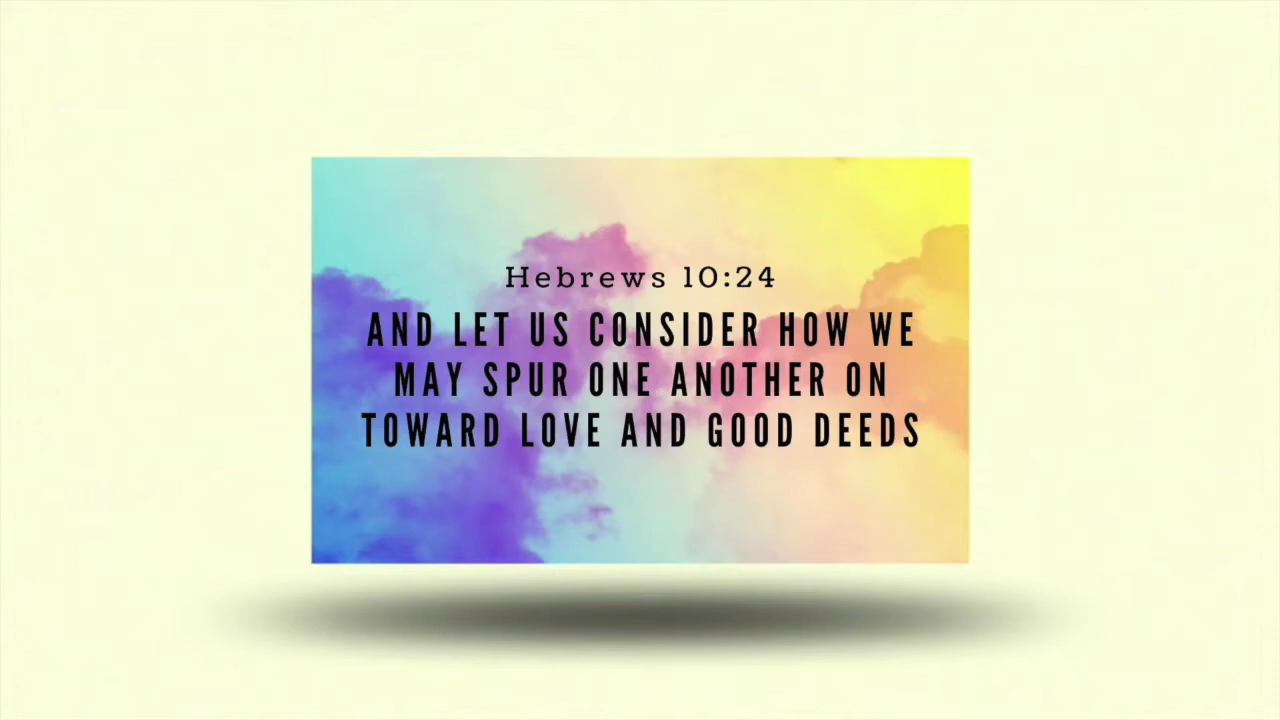 Hebrews 10:24
AND LET US CONSIDER HOW WE
MAY SPUR ONE ANOTHER ON
TOWARD LOVE AND GOOD DEEDS